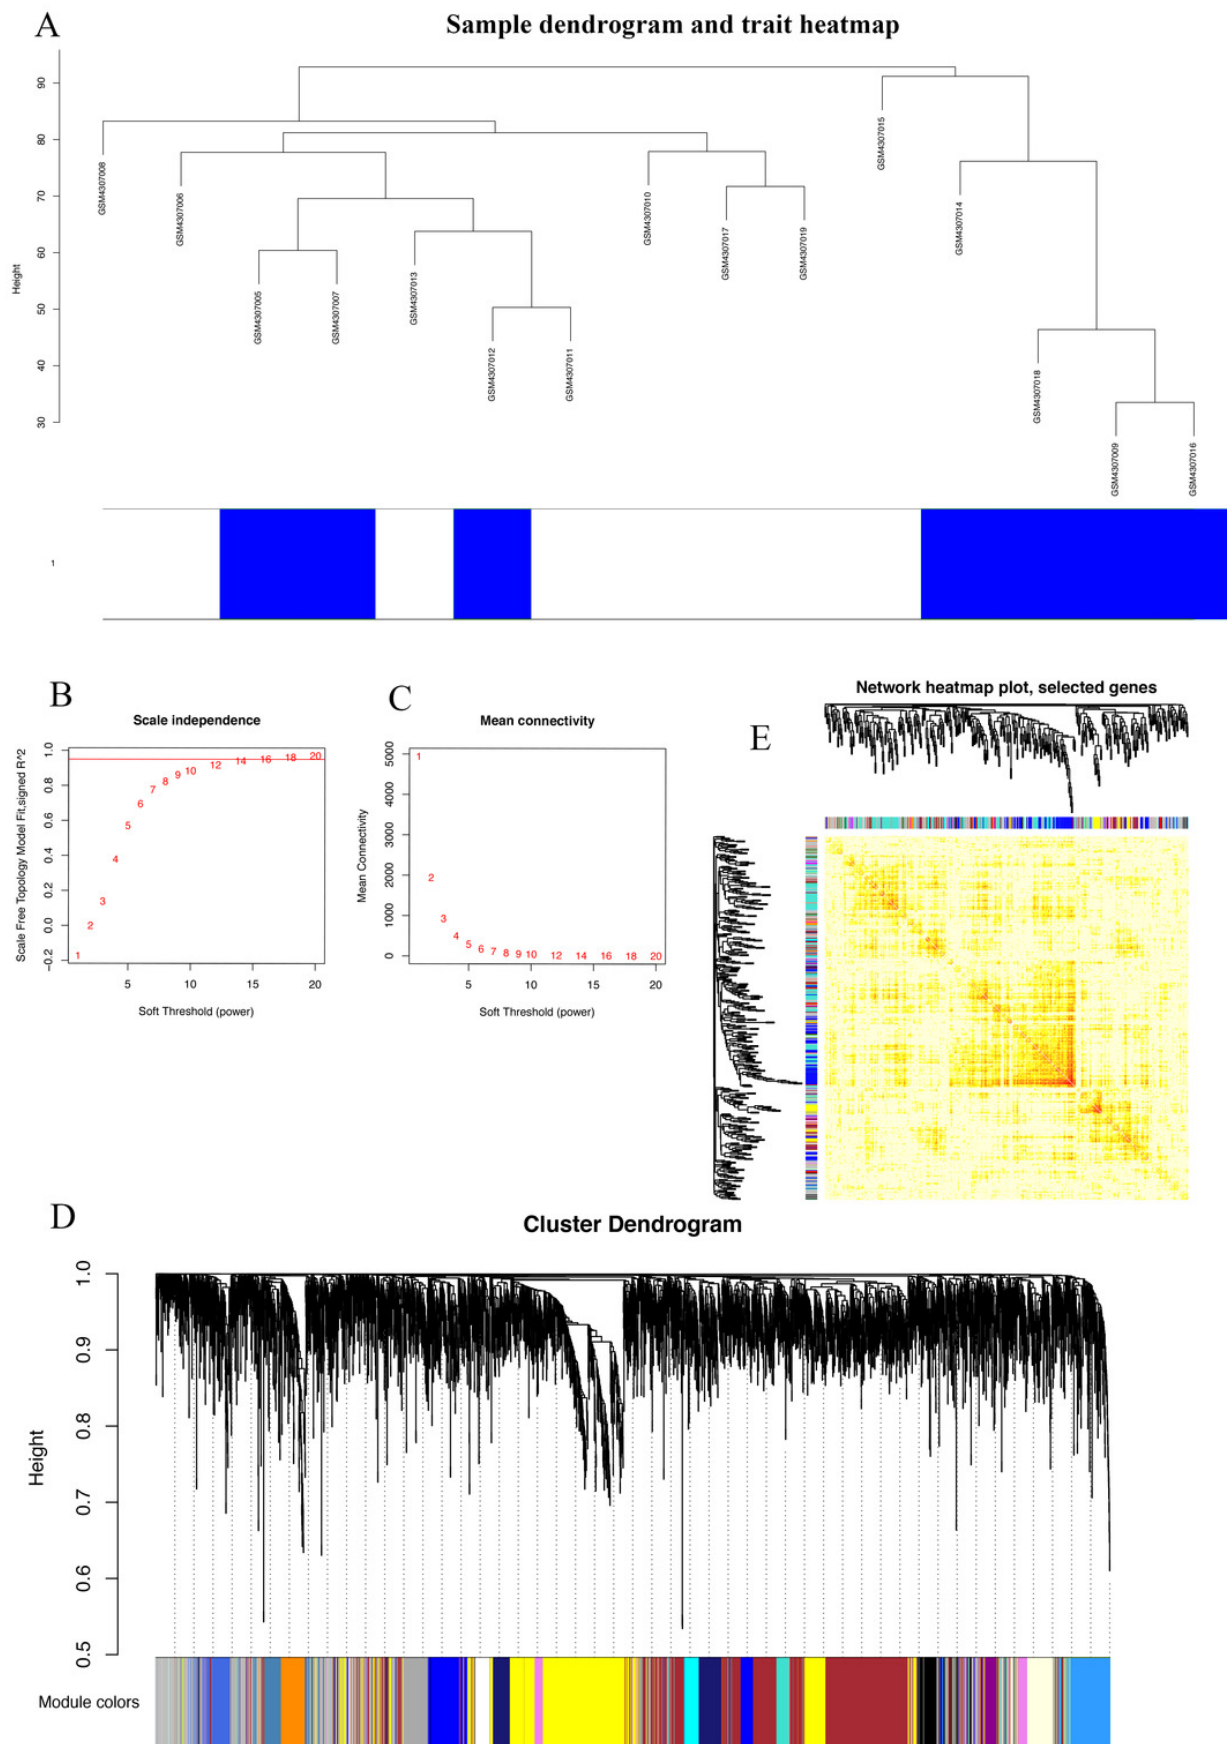 A
Sample dendrogram and trait heatmap
Height
90
80
70
60
50
40
30
GSM4307008
GSM4307006
GSM4307005
GSM4307007
GSM4307013
GSM4307012
GSM4307011
GSM4307010
GSM4307017
GSM4307019
GSM4307015
GSM4307014
GSM4307018
GSM4307009
GSM4307016
1
B
Scale independence
Scale Free Topology Model Fit,signed R^2
1.0
0.8
0.6
0.4
0.2
0.0
−0.2
1 2 3 4 5 6 7 8 9 10 12 14 16 18 20
5 10 15 20
Soft Threshold (power)
C
Mean connectivity
Mean Connectivity
5000
4000
3000
2000
1000
0
1 2 3 4 5 6 7 8 9 10 12 14 16 18 20
5 10 15 20
Soft Threshold (power)
E
Network heatmap plot, selected genes
D
Cluster Dendrogram
Height
1.0
0.9
0.8
0.7
0.6
0.5
Module colors